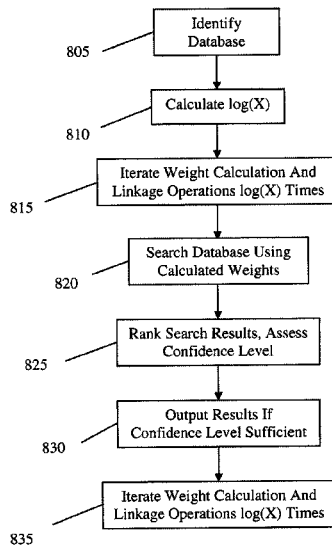 Identify
Database
805
Calculate log(X)
810
Iterate Weight Calculation And
Linkage Operations log(X) Times
815
Search Database Using
Calculated Weights
820
Rank Search Results, Assess
Confidence Level
825
Output Results If
Confidence Level Sufficient
830
Iterate Weight Calculation And
Linkage Operations log(X) Times
835